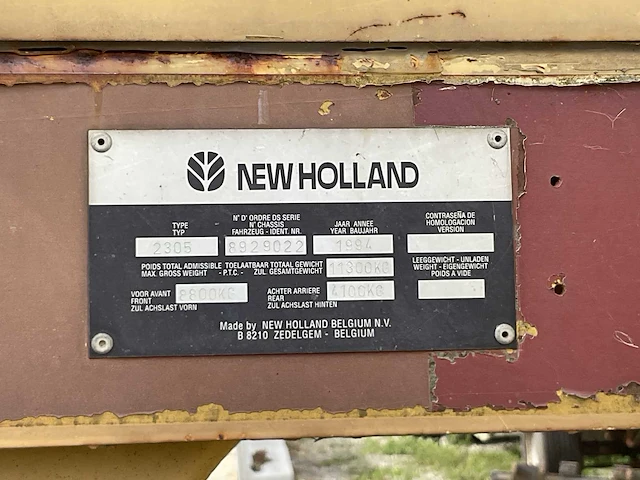 NEW HOLLAND
TYPE
TYP
N° D' ORDRE DS SERIE
N° CHASSIS
FAHRZEUG - IDENT. NR.
JAAR ANNEE
YEAR BAUJAHR
CONTRASEÑA DE
HOMOLOGACION
VERSION
2305 8929022 1994
POIDS TOTAL ADMISSIBLE TOELAATBAAR TOTAAL GEWICHT
MAX. GROSS WEIGHT - P.T.C. - ZUL. GESAMTGEWICHT
11300KG
LEEGGEWICHT - UNLADEN
WEIGHT - EIGENGEWICHT
POIDS A VIDE
VOOR AVANT
FRONT
ZUL ACHSLAST VORN
8800KG
ACHTER ARRIERE
REAR
ZUL ACHSLAST HINTEN
4100KG
Made by NEW HOLLAND BELGIUM N.V.
B 8210 ZEDELGEM - BELGIUM